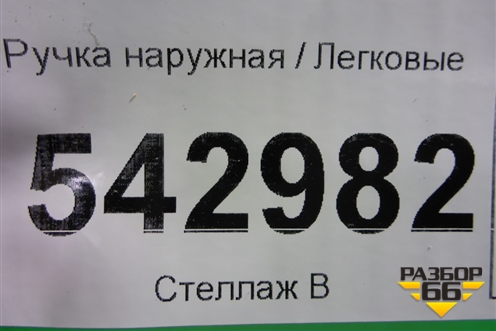 Ручка наружная / Легковые
542982
Стеллаж В
РАЗБОР
66